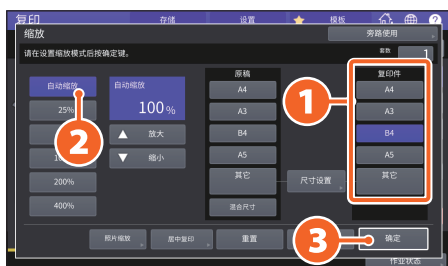 复印 存储 设置 模板
缩放 旁路使用
请在设置缩放模式后按确定键。 套数 1
原稿 复印件
自动缩放 自动缩放 A4 A4
25% 100 % A3 A3
放大 B4 B4
缩小 A5 A5
200% 其它 尺寸设置 其它
400% 混合尺寸
照片缩放 居中复印 重置 确定
作业状态
1
2
3